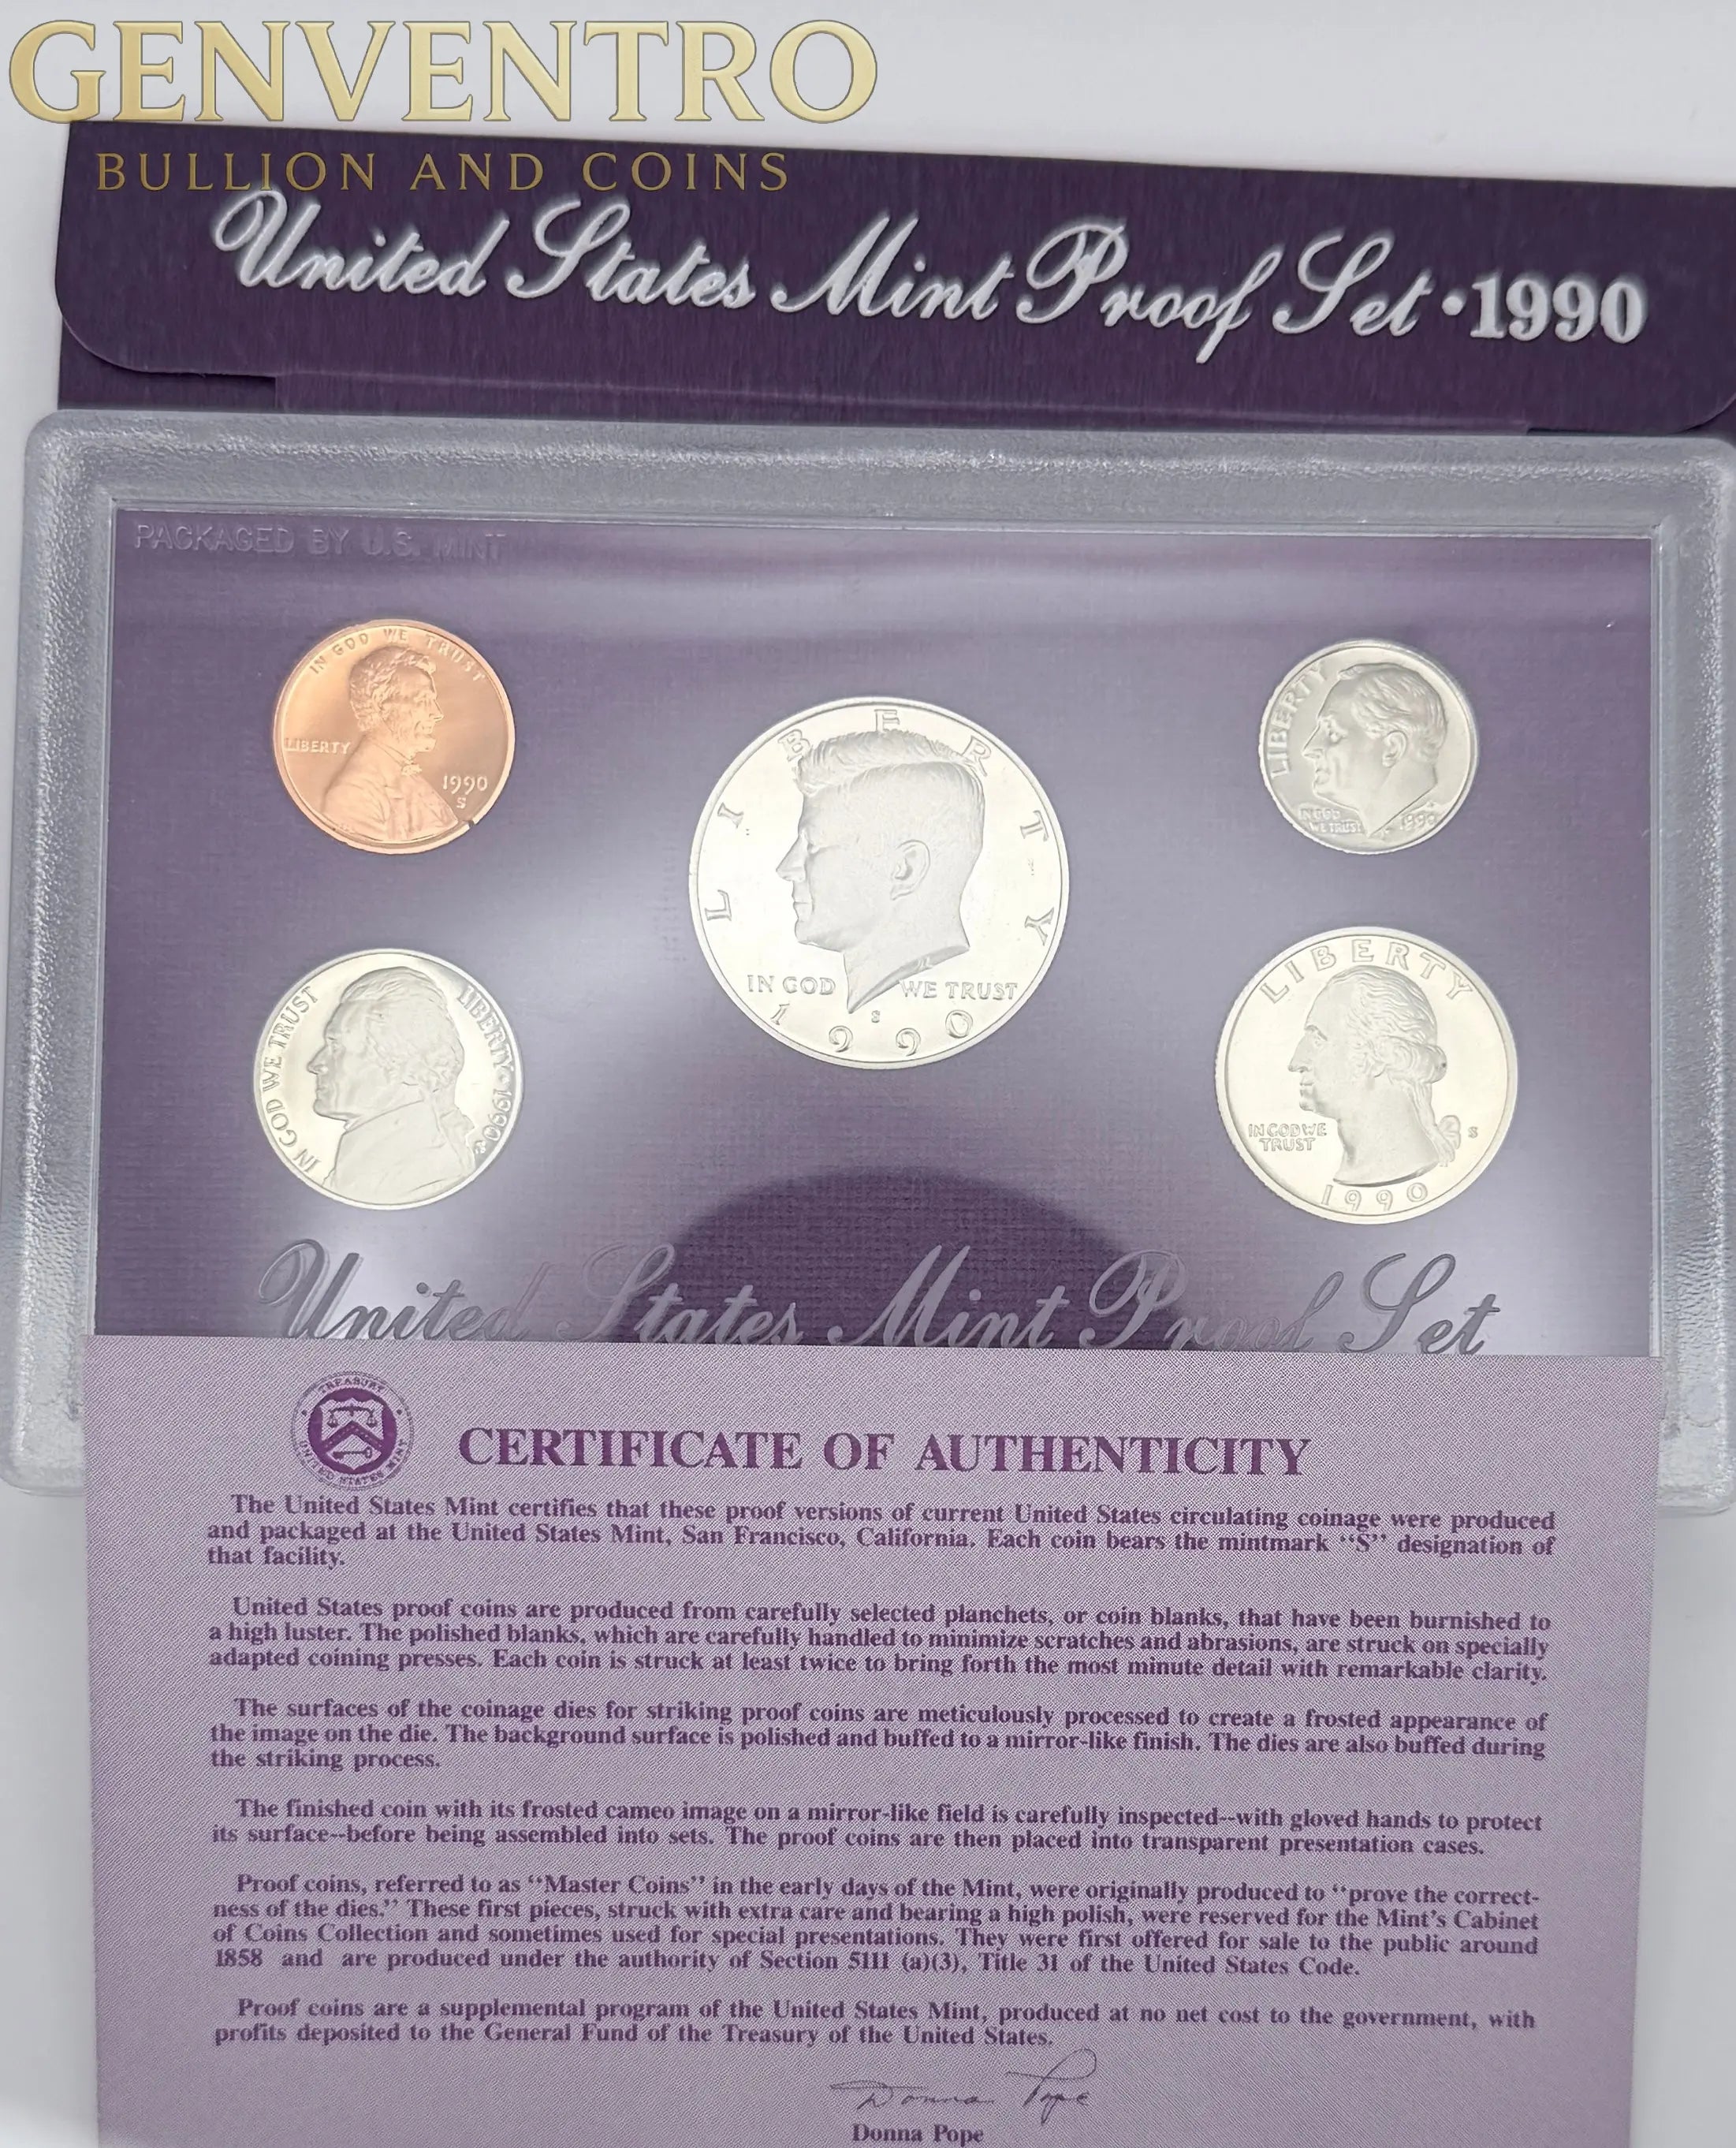 GENVENTRO
BULLION AND COINS
United States Mint Proof Set • 1990
PACKAGED BY U.S. MINT
IN GOD WE TRUST
LIBERTY
1990
S
LIBERTY
IN GOD WE TRUST
1990
S
LIBERTY
IN GOD
WE TRUST
1990
IN GOD WE TRUST
LIBERTY • 1990
S
LIBERTY
IN GOD WE
TRUST
S
1990
United States Mint Proof Set
TREASURY
UNITED STATES MINT
CERTIFICATE OF AUTHENTICITY
The United States Mint certifies that these proof versions of current United States circulating coinage were produced
and packaged at the United States Mint, San Francisco, California. Each coin bears the mintmark “S” designation of
that facility.
United States proof coins are produced from carefully selected planchets, or coin blanks, that have been burnished to
a high luster. The polished blanks, which are carefully handled to minimize scratches and abrasions, are struck on specially
adapted coining presses. Each coin is struck at least twice to bring forth the most minute detail with remarkable clarity.
The surfaces of the coinage dies for striking proof coins are meticulously processed to create a frosted appearance of
the image on the die. The background surface is polished and buffed to a mirror-like finish. The dies are also buffed during
the striking process.
The finished coin with its frosted cameo image on a mirror-like field is carefully inspected--with gloved hands to protect
its surface--before being assembled into sets. The proof coins are then placed into transparent presentation cases.
Proof coins, referred to as “Master Coins” in the early days of the Mint, were originally produced to “prove the correct-
ness of the dies.” These first pieces, struck with extra care and bearing a high polish, were reserved for the Mint’s Cabinet
of Coins Collection and sometimes used for special presentations. They were first offered for sale to the public around
1858 and are produced under the authority of Section 5111 (a)(3), Title 31 of the United States Code.
Proof coins are a supplemental program of the United States Mint, produced at no net cost to the government, with
profits deposited to the General Fund of the Treasury of the United States.
Donna Pope
Donna Pope